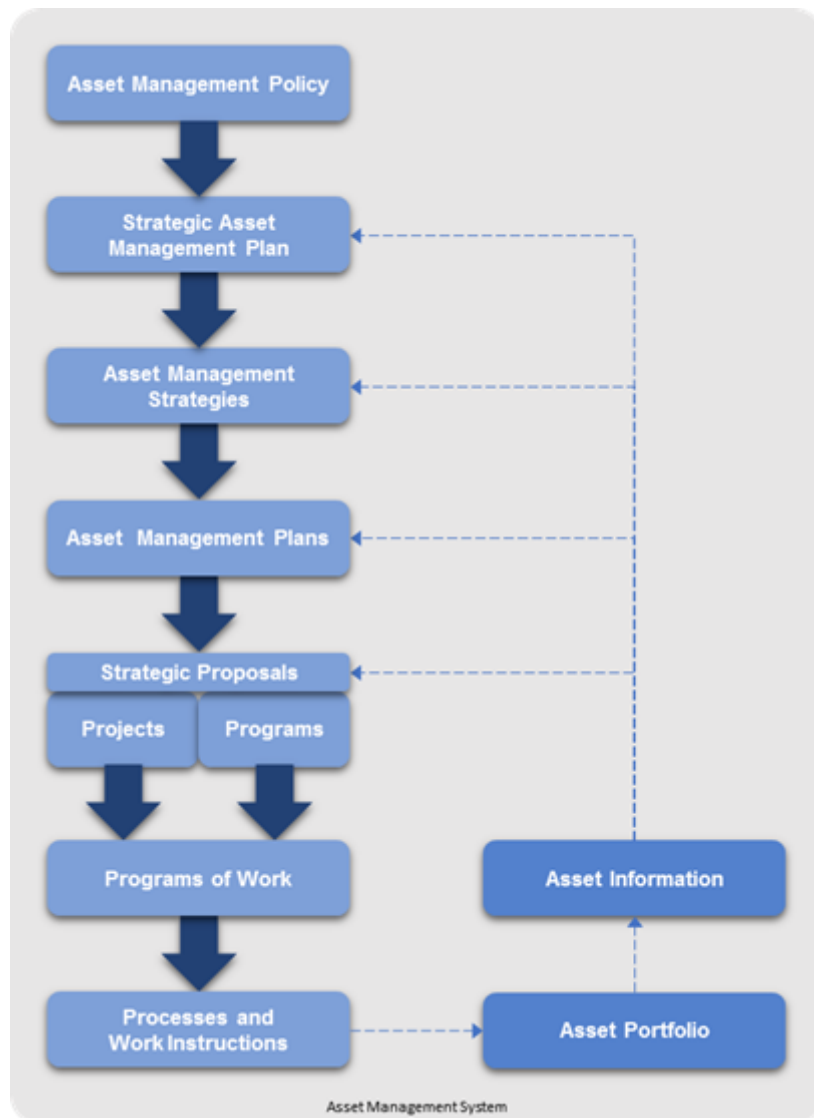 Asset Management Policy
Strategic Asset
Management Plan
Asset Management
Strategies
Asset Management Plans
Strategic Proposals
Projects
Programs
Programs of Work
Asset Information
Processes and
Work Instructions
Asset Portfolio
Asset Management System